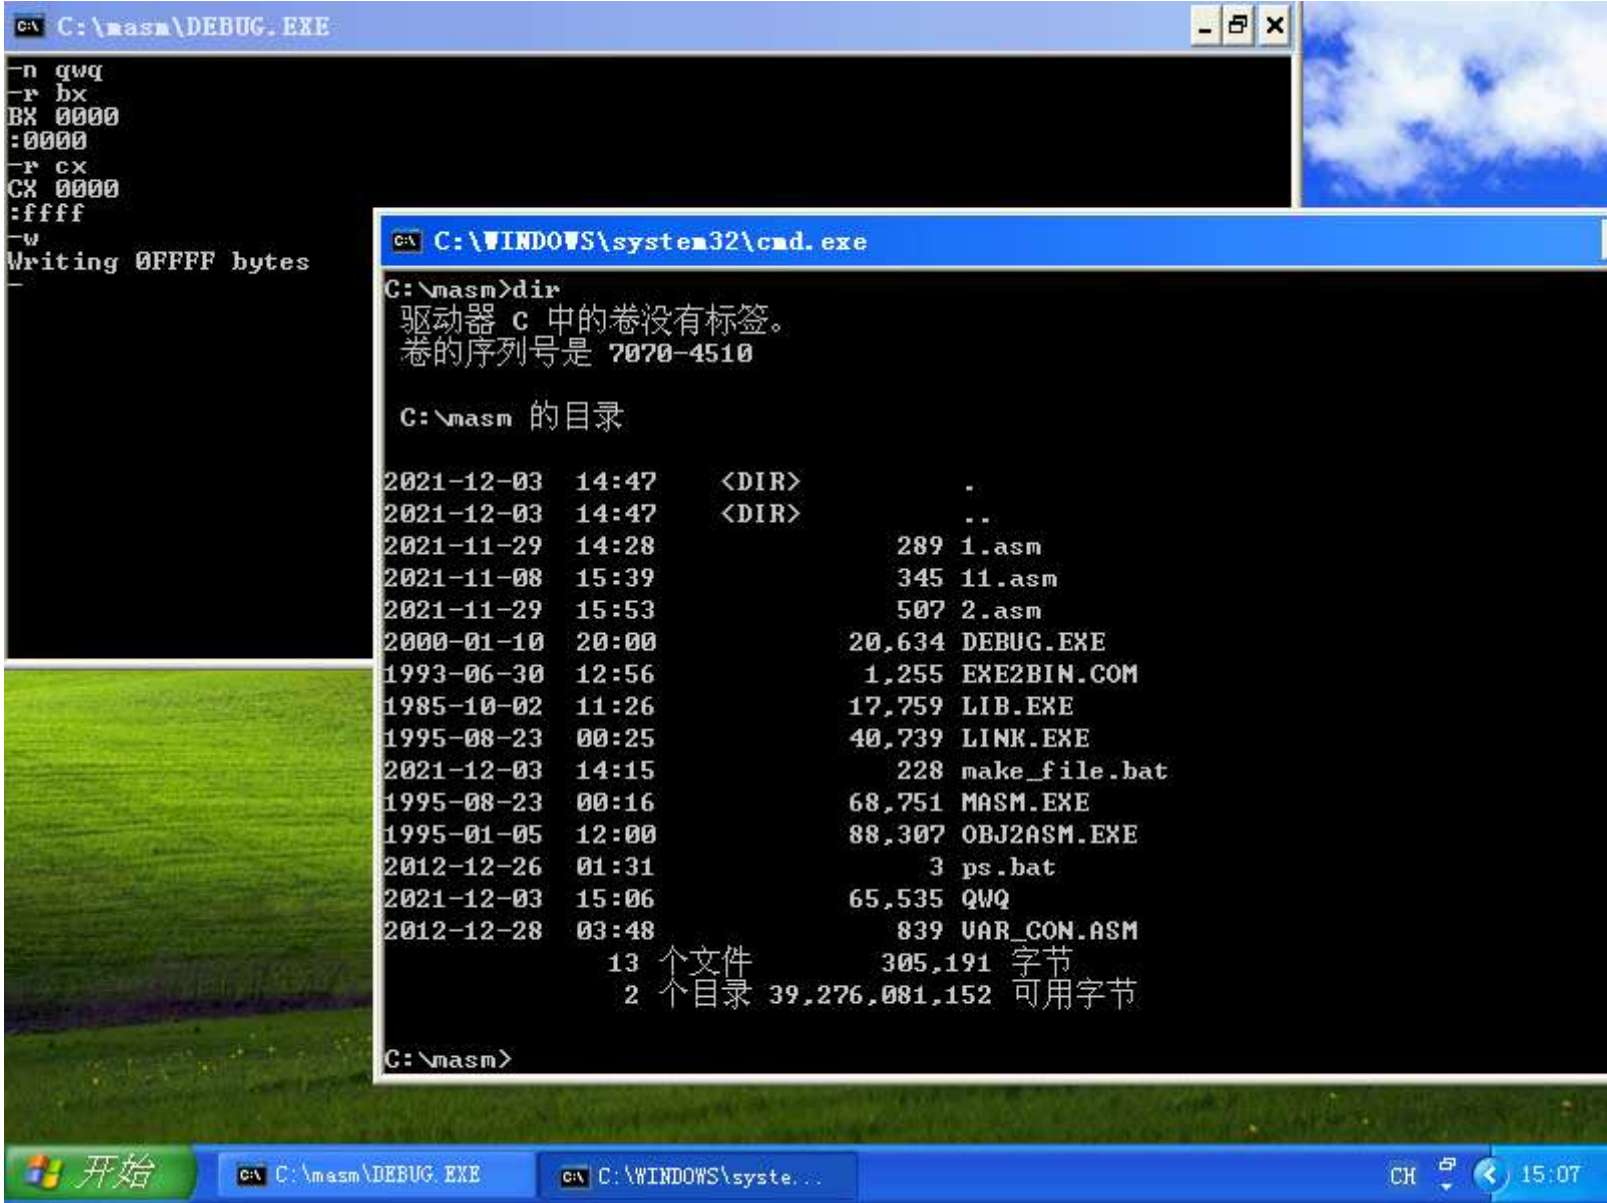 C:\masm\DEBUG.EXE
-n qwq
-r bx
BX 0000
:0000
-r cx
CX 0000
:ffff
-w
Writing 0FFFF bytes
-
C:\WINDOWS\system32\cmd.exe
C:\masm>dir
驱动器 C 中的卷没有标签。
卷的序列号是 7070-4510
C:\masm 的目录
2021-12-03 14:47 <DIR> .
2021-12-03 14:47 <DIR> ..
2021-11-29 14:28 289 1.asm
2021-11-08 15:39 345 11.asm
2021-11-29 15:53 507 2.asm
2000-01-10 20:00 20,634 DEBUG.EXE
1993-06-30 12:56 1,255 EXE2BIN.COM
1985-10-02 11:26 17,759 LIB.EXE
1995-08-23 00:25 40,739 LINK.EXE
2021-12-03 14:15 228 make_file.bat
1995-08-23 00:16 68,751 MASM.EXE
1995-01-05 12:00 88,307 OBJ2ASM.EXE
2012-12-26 01:31 3 ps.bat
2021-12-03 15:06 65,535 QWQ
2012-12-28 03:48 839 VAR_CON.ASM
13 个文件 305,191 字节
2 个目录 39,276,081,152 可用字节
C:\masm>
开始
C:\masm\DEBUG.EXE
C:\WINDOWS\syste...
CH
15:07